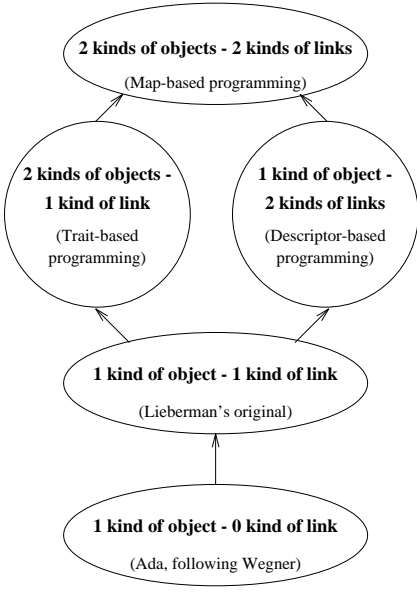 2 kinds of objects - 2 kinds of links
(Map-based programming)
2 kinds of objects -
1 kind of link
(Trait-based
programming)
1 kind of object -
2 kinds of links
(Descriptor-based
programming)
1 kind of object - 1 kind of link
(Lieberman's original)
1 kind of object - 0 kind of link
(Ada, following Wegner)